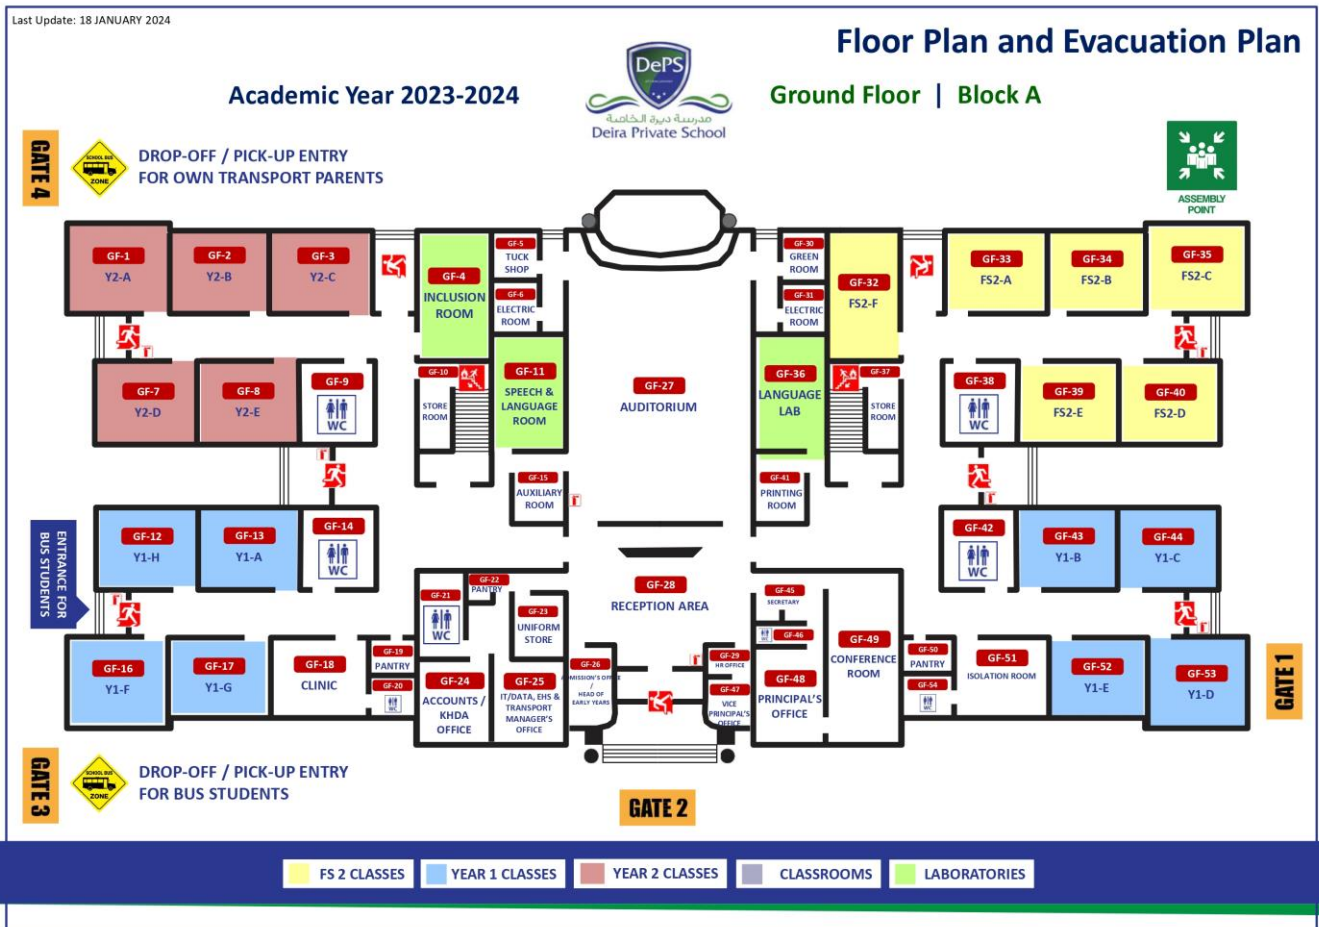 Last Update: 18 JANUARY 2024
Floor Plan and Evacuation Plan
Academic Year 2023-2024
DePS
مدرسة ديرة الخاصة
Deira Private School
Ground Floor | Block A
GATE 4
SCHOOL BUS
ZONE
DROP-OFF / PICK-UP ENTRY
FOR OWN TRANSPORT PARENTS
ASSEMBLY
POINT
GF-1
Y2-A
GF-2
Y2-B
GF-3
Y2-C
GF-4
INCLUSION
ROOM
GF-5
TUCK
SHOP
GF-6
ELECTRIC
ROOM
GF-30
GREEN
ROOM
GF-31
ELECTRIC
ROOM
GF-32
FS2-F
GF-33
FS2-A
GF-34
FS2-B
GF-35
FS2-C
GF-7
Y2-D
GF-8
Y2-E
GF-9
WC
GF-10
STORE
ROOM
GF-11
SPEECH &
LANGUAGE
ROOM
GF-27
AUDITORIUM
GF-36
LANGUAGE
LAB
GF-37
STORE
ROOM
GF-38
WC
GF-39
FS2-E
GF-40
FS2-D
GF-15
AUXILIARY
ROOM
GF-41
PRINTING
ROOM
ENTRANCE FOR
BUS STUDENTS
GF-12
Y1-H
GF-13
Y1-A
GF-14
WC
GF-42
WC
GF-43
Y1-B
GF-44
Y1-C
GF-21
WC
GF-22
PANTRY
GF-23
UNIFORM
STORE
GF-28
RECEPTION AREA
GF-45
SECRETARY
GF-46
WC
GF-49
CONFERENCE
ROOM
GF-16
Y1-F
GF-17
Y1-G
GF-18
CLINIC
GF-19
PANTRY
GF-20
WC
GF-24
ACCOUNTS /
KHDA
OFFICE
GF-25
IT/DATA, EHS &
TRANSPORT
MANAGER'S
OFFICE
GF-26
ADMISSION'S OFFICE
/
HEAD OF
EARLY YEARS
GF-29
HR OFFICE
GF-47
VICE
PRINCIPAL'S
OFFICE
GF-48
PRINCIPAL'S
OFFICE
GF-50
PANTRY
GF-54
WC
GF-51
ISOLATION ROOM
GF-52
Y1-E
GF-53
Y1-D
GATE 1
GATE 3
SCHOOL BUS
ZONE
DROP-OFF / PICK-UP ENTRY
FOR BUS STUDENTS
GATE 2
FS 2 CLASSES
YEAR 1 CLASSES
YEAR 2 CLASSES
CLASSROOMS
LABORATORIES